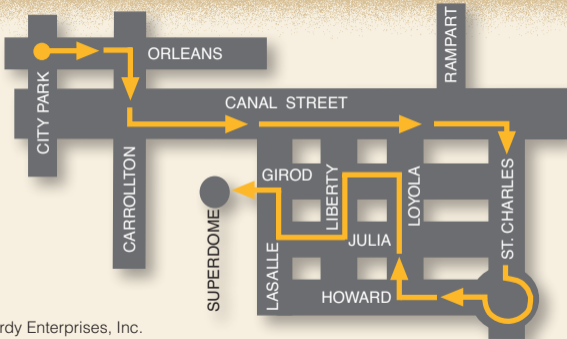 RAMPART
ORLEANS
CITY PARK
CANAL STREET
CARROLLTON
GIROD
LIBERTY
LOYOLA
ST. CHARLES
SUPERDOME
LASALLE
JULIA
HOWARD
rdy Enterprises, Inc.